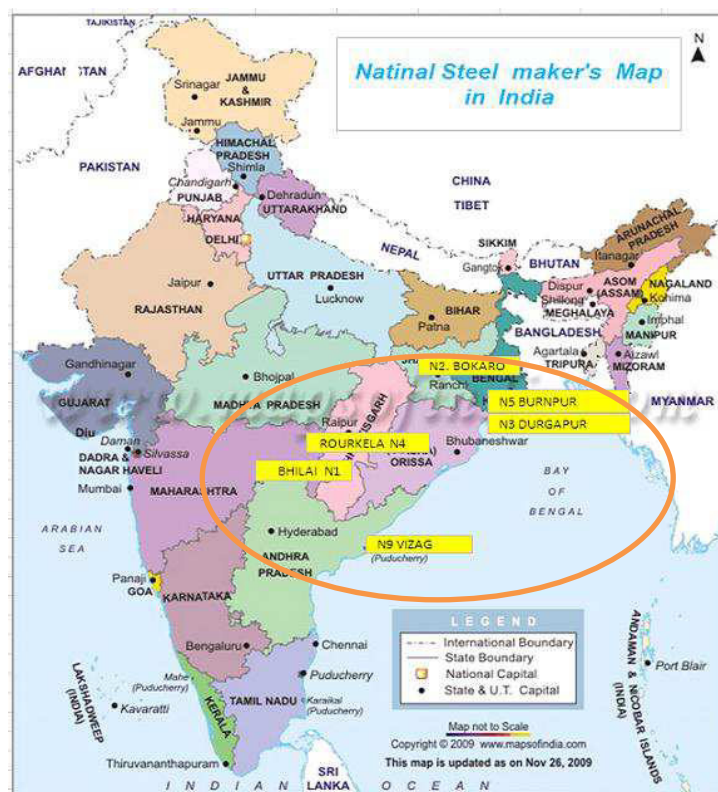 TAJIKISTAN
Natinal Steel maker's Map
in India
N
AFGHANISTAN
JAMMU
&
KASHMIR
Srinagar
Jammu
HIMACHAL
PRADESH
Shimla
PAKISTAN
Chandigarh
PUNJAB
Dehradun
UTTARAKHAND
HARYANA
DELHI
CHINA
TIBET
NEPAL
SIKKIM
Gangtok
BHUTAN
ARUNACHAL
PRADESH
Itanagar
Jaipur
RAJASTHAN
UTTAR PRADESH
Lucknow
BIHAR
Patna
Dispur
ASOM
(ASSAM)
Shillong
MEGHALAYA
NAGALAND
Kohima
Imphal
MANIPUR
BANGLADESH
Agartala
TRIPURA
Aizawl
MIZORAM
MYANMAR
Gandhinagar
GUJARAT
Bhojpal
MADHYA PRADESH
N2. BOKARO
Ranchi
BENGAL
N5 BURNPUR
N3 DURGAPUR
Diu
Daman
Silvassa
DADRA &
NAGAR HAVELI
Mumbai
MAHARASHTRA
Raipur
ROURKELA N4
BHILAI N1
Bhubaneshwar
ORISSA
BAY
OF
BENGAL
ARABIAN
SEA
Hyderabad
ANDHRA
PRADESH
N9 VIZAG
(Puducherry)
Panaji
GOA
KARNATAKA
Bengaluru
Chennai
Puducherry
Mahe
(Puducherry)
TAMIL NADU
Karaikal
(Puducherry)
KERALA
LAKSHADWEEP
(INDIA)
Kavaratti
Thiruvananthapuram
SRI
LANKA
INDIAN OCEAN
ANDAMAN & NICOBAR ISLANDS
(INDIA)
Port Blair
LEGEND
International Boundary
State Boundary
National Capital
State & U.T. Capital
Map not to Scale
Copyright © 2009 www.mapsofindia.com
This map is updated as on Nov 26, 2009